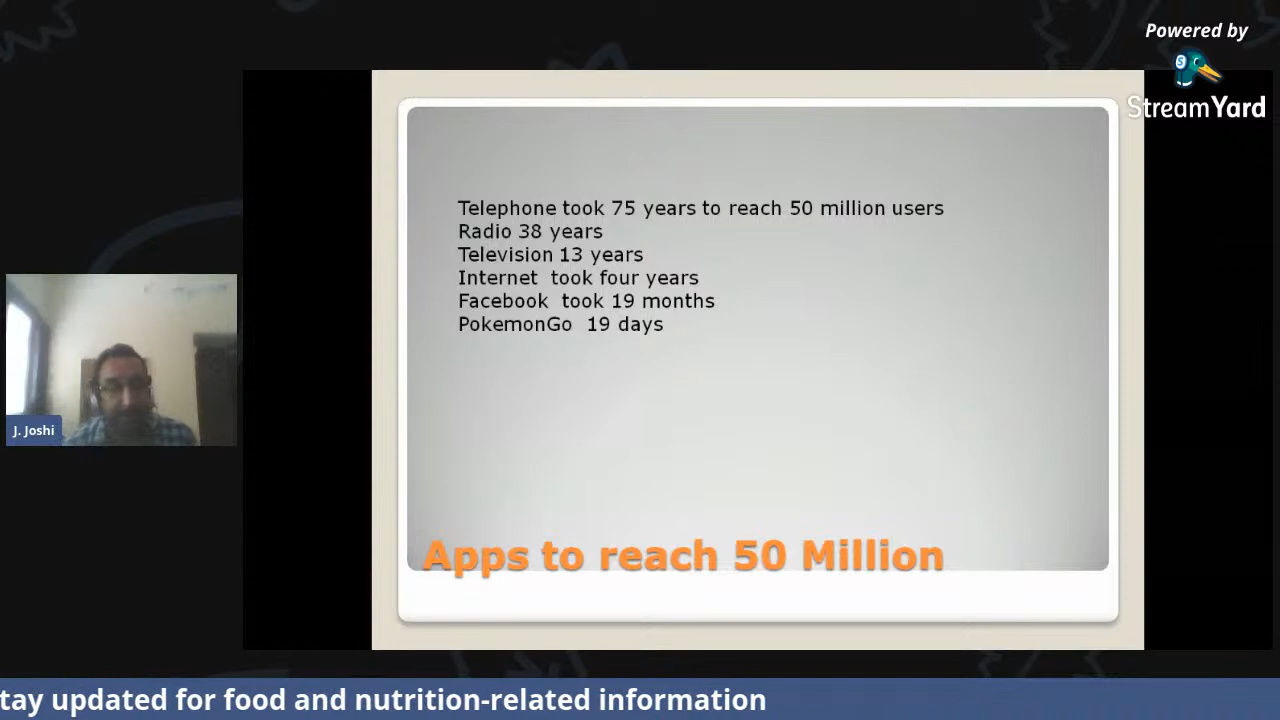 Powered by
StreamYard
Telephone took 75 years to reach 50 million users
Radio 38 years
Television 13 years
Internet  took four years
Facebook  took 19 months
PokemonGo  19 days
Apps to reach 50 Million
J. Joshi
tay updated for food and nutrition-related information